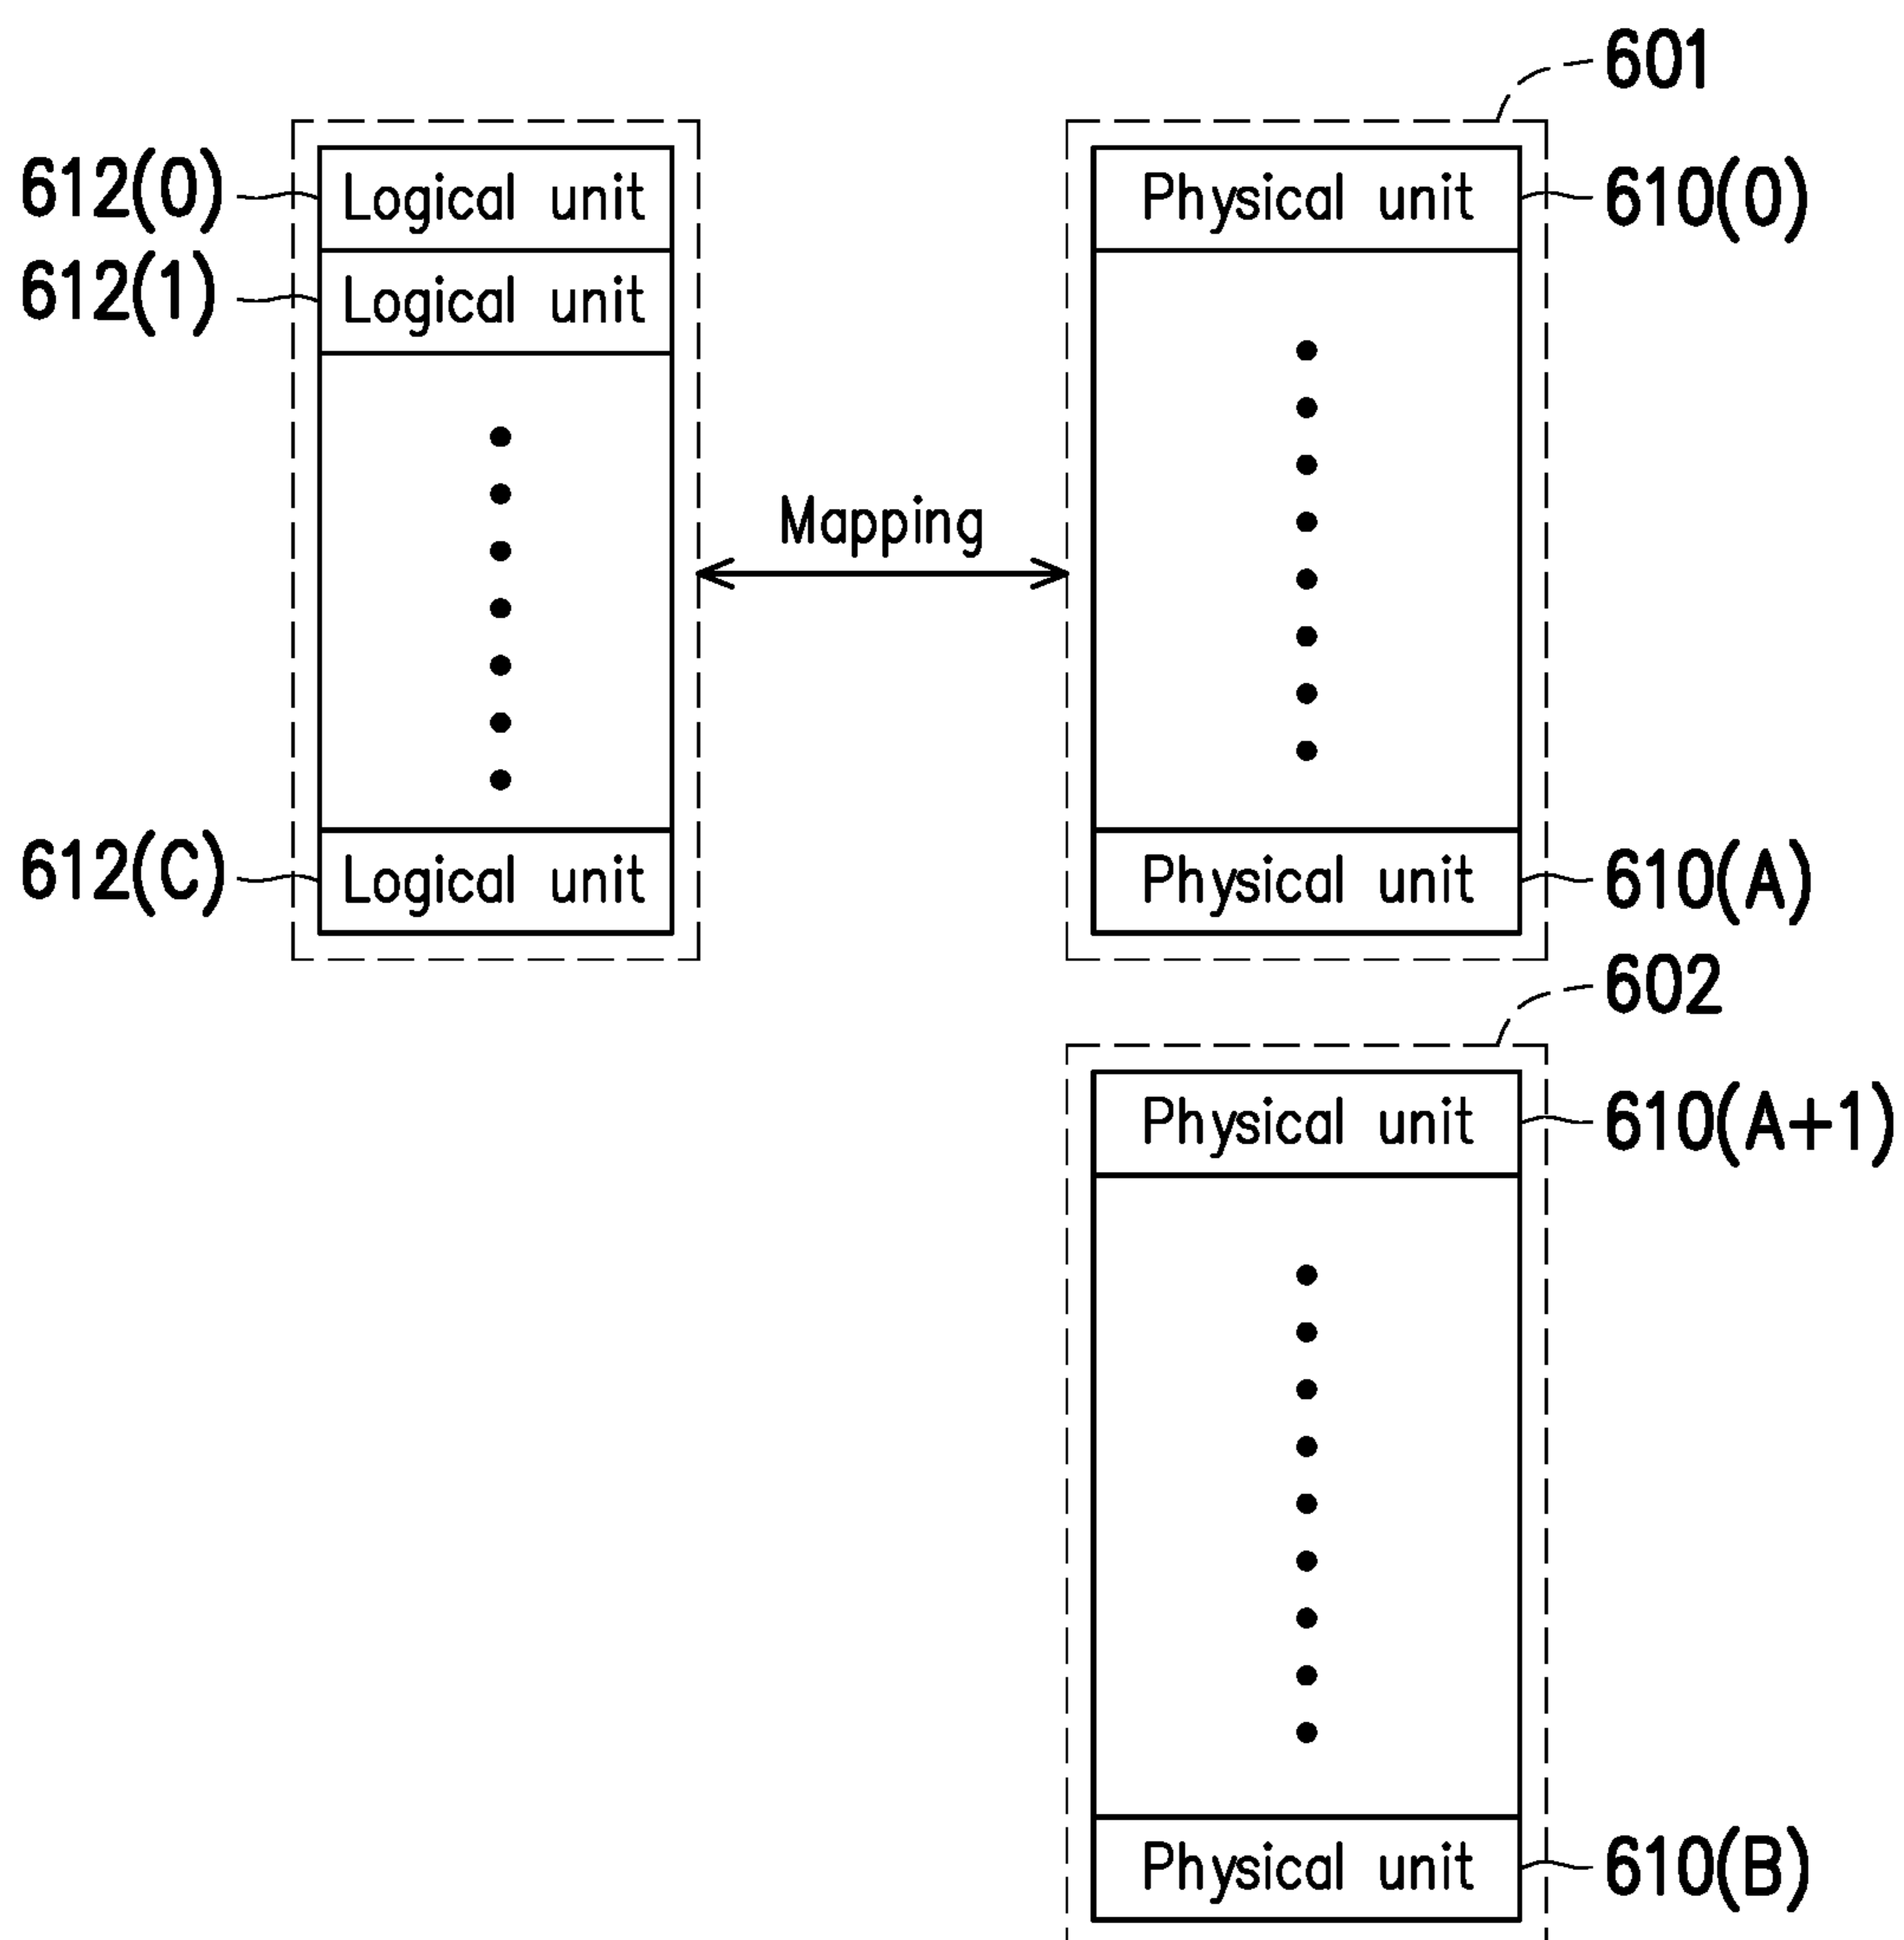 601
612(0) Logical unit
612(1) Logical unit
612(C) Logical unit
Mapping
Physical unit 610(0)
Physical unit 610(A)
602
Physical unit 610(A+1)
Physical unit 610(B)